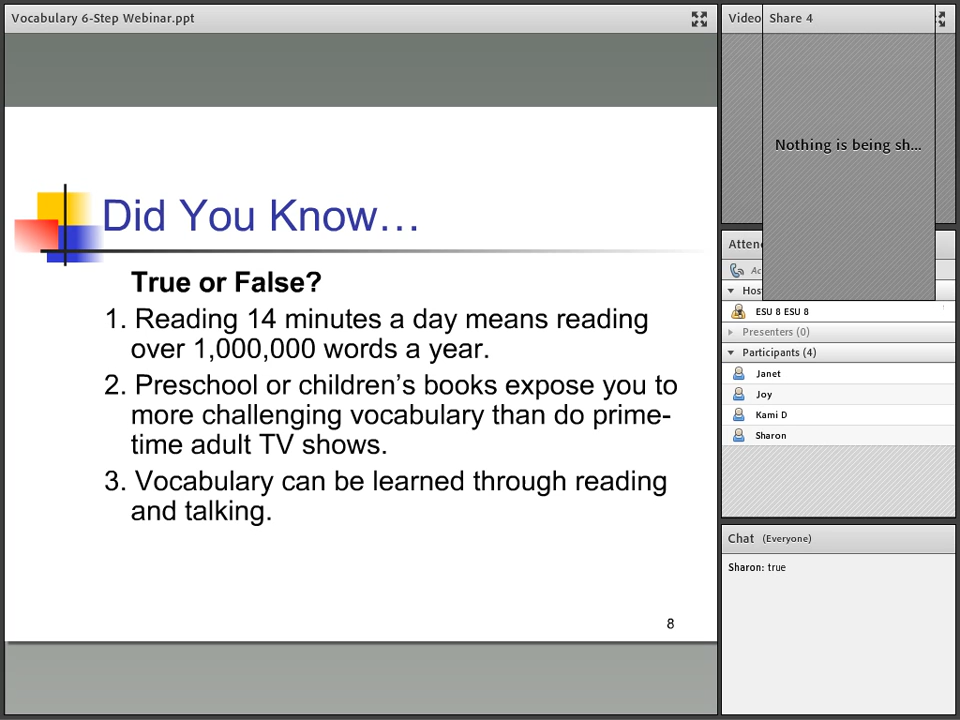 Vocabulary 6-Step Webinar.ppt
Did You Know…
True or False?
1. Reading 14 minutes a day means reading
over 1,000,000 words a year.
2. Preschool or children's books expose you to
more challenging vocabulary than do prime-
time adult TV shows.
3. Vocabulary can be learned through reading
and talking.
8
Video
Share 4
Nothing is being sh...
Atten
Ac
Hos
ESU 8 ESU 8
Presenters (0)
Participants (4)
Janet
Joy
Kami D
Sharon
Chat (Everyone)
Sharon: true